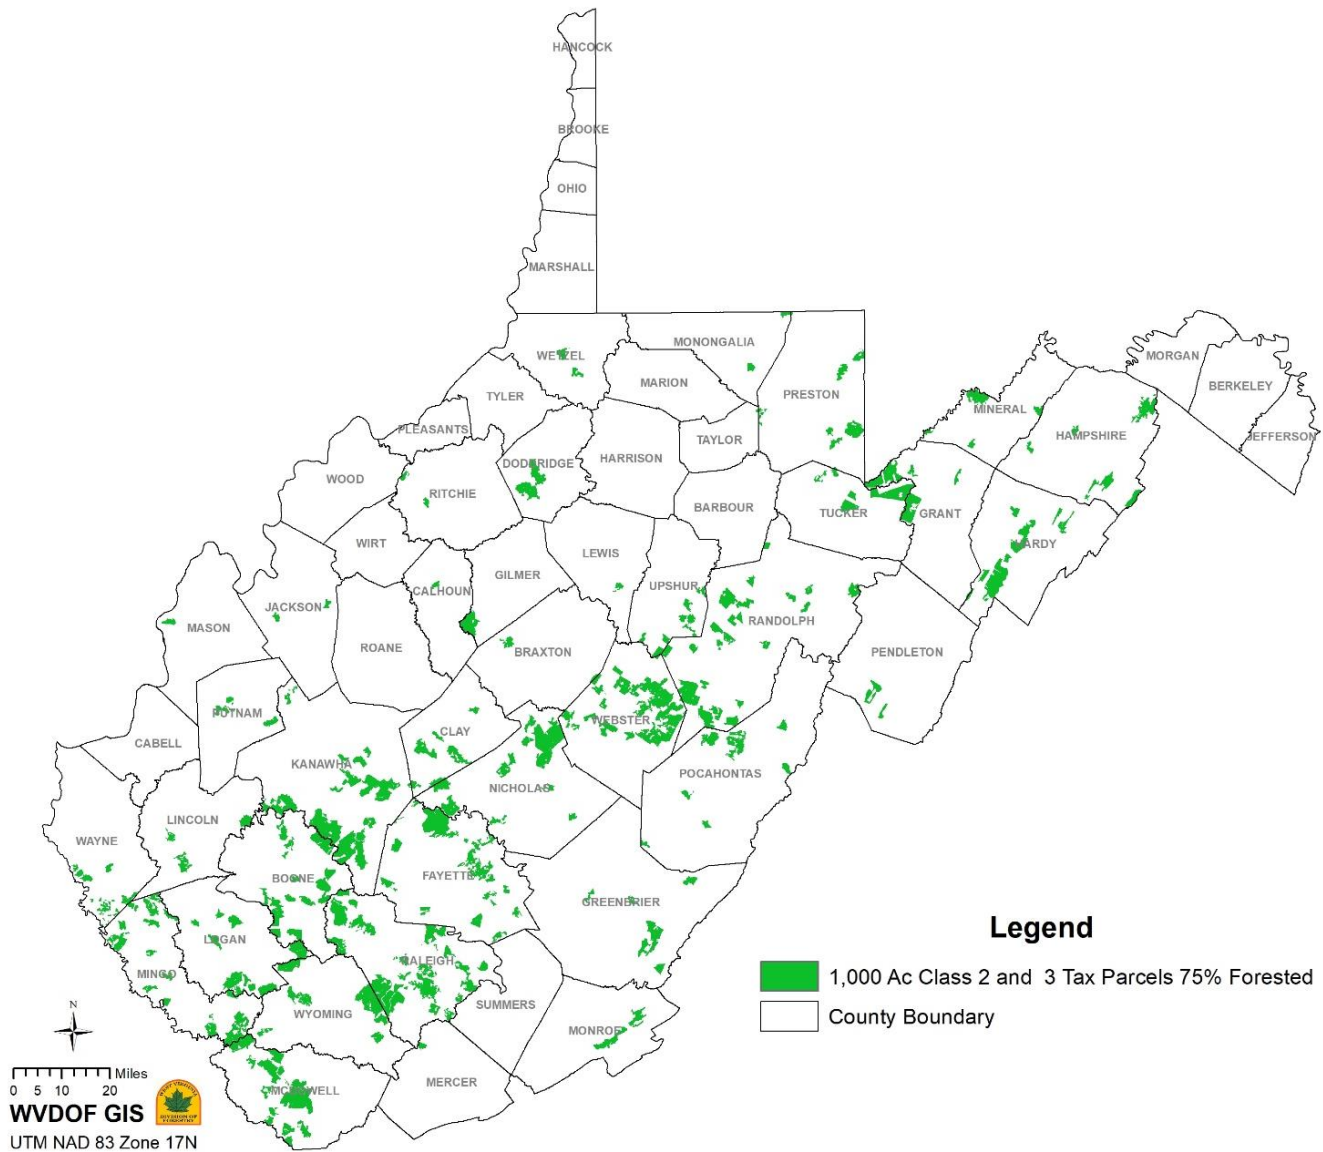 HANCOCK
BROOKE
OHIO
MARSHALL
WETZEL
MONONGALIA
MARION
PRESTON
TYLER
PLEASANTS
TAYLOR
MORGAN
BERKELEY
JEFFERSON
MINERAL
HAMPSHIRE
WOOD
RITCHIE
DODDRIDGE
HARRISON
BARBOUR
TUCKER
GRANT
HARDY
WIRT
CALHOUN
GILMER
LEWIS
UPSHUR
RANDOLPH
PENDLETON
MASON
JACKSON
ROANE
BRAXTON
PUTNAM
CABELL
KANAWHA
CLAY
WEBSTER
NICHOLAS
POCAHONTAS
WAYNE
LINCOLN
BOONE
FAYETTE
GREENBRIER
LOGAN
MINGO
RALEIGH
WYOMING
SUMMERS
MONROE
MCDOWELL
MERCER
Legend
1,000 Ac Class 2 and 3 Tax Parcels 75% Forested
County Boundary
N
Miles
0 5 10 20
WVDOF GIS
UTM NAD 83 Zone 17N